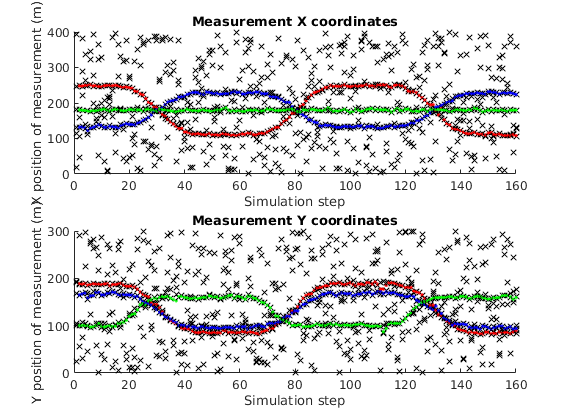 Measurement X coordinates
X position of measurement (m)
400
300
200
100
0
0 20 40 60 80 100 120 140 160
Simulation step
Measurement Y coordinates
Y position of measurement (m)
300
200
100
0
0 20 40 60 80 100 120 140 160
Simulation step